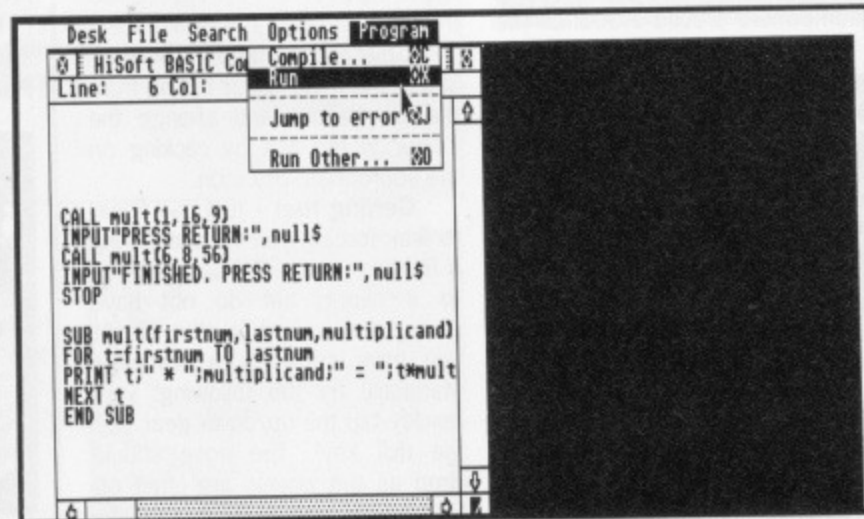 Desk File Search Options Program
HiSoft BASIC
Line: 6 Col:
Compile... C
Run X
Jump to error J
Run Other... O
CALL mult(1,16,9)
INPUT"PRESS RETURN:",null$
CALL mult(6,8,56)
INPUT"FINISHED. PRESS RETURN:",null$
STOP
SUB mult(firstnum,lastnum,multiplicand)
FOR t=firstnum TO lastnum
PRINT t;" * ";multiplicand;" = ";t*mult
NEXT t
END SUB